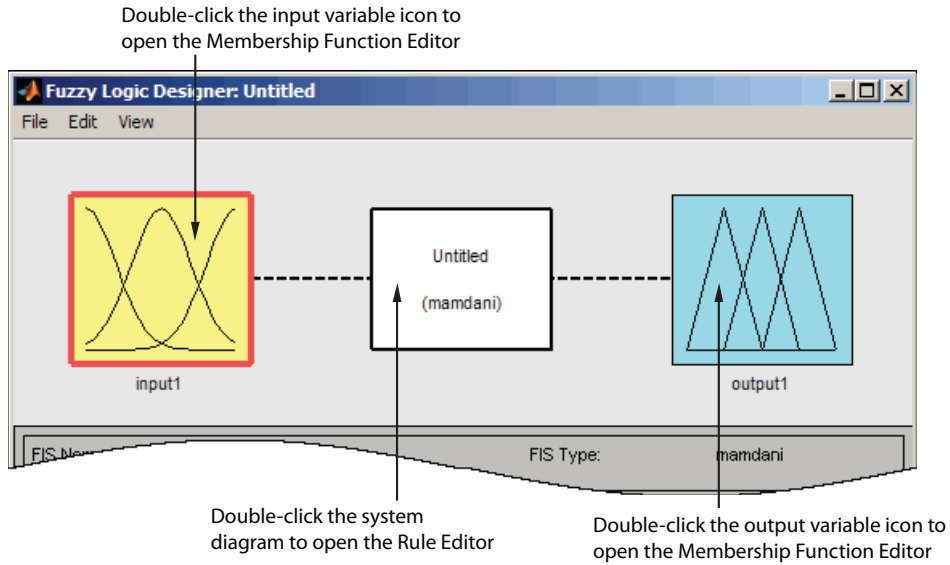 Double-click the input variable icon to
open the Membership Function Editor
Fuzzy Logic Designer: Untitled
File Edit View
Untitled
(mamdani)
input1
output1
FIS
FIS Type: mamdani
Double-click the system
diagram to open the Rule Editor
Double-click the output variable icon to
open the Membership Function Editor